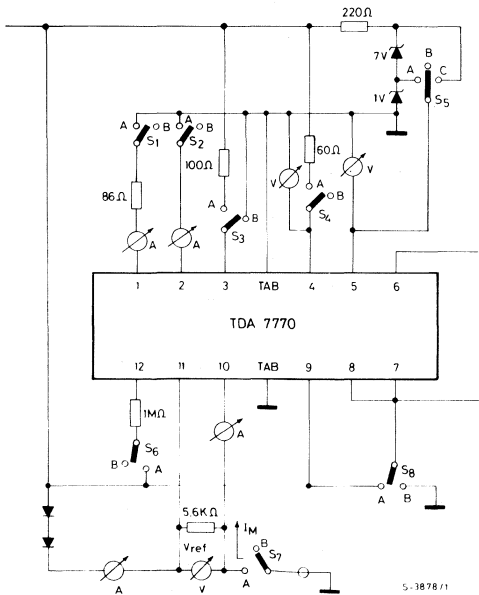 220Ω
7V
B
A
C
S5
1V
A
B
S1
A
B
S2
100Ω
60Ω
V
V
A
B
S4
86Ω
A
B
S3
A
A
1
2
3
TAB
4
5
6
TDA 7770
12
11
10
TAB
9
8
7
1MΩ
A
S6
B
A
S8
A
B
5.6KΩ
IM
B
S7
Vref
A
V
A
S-3878/1